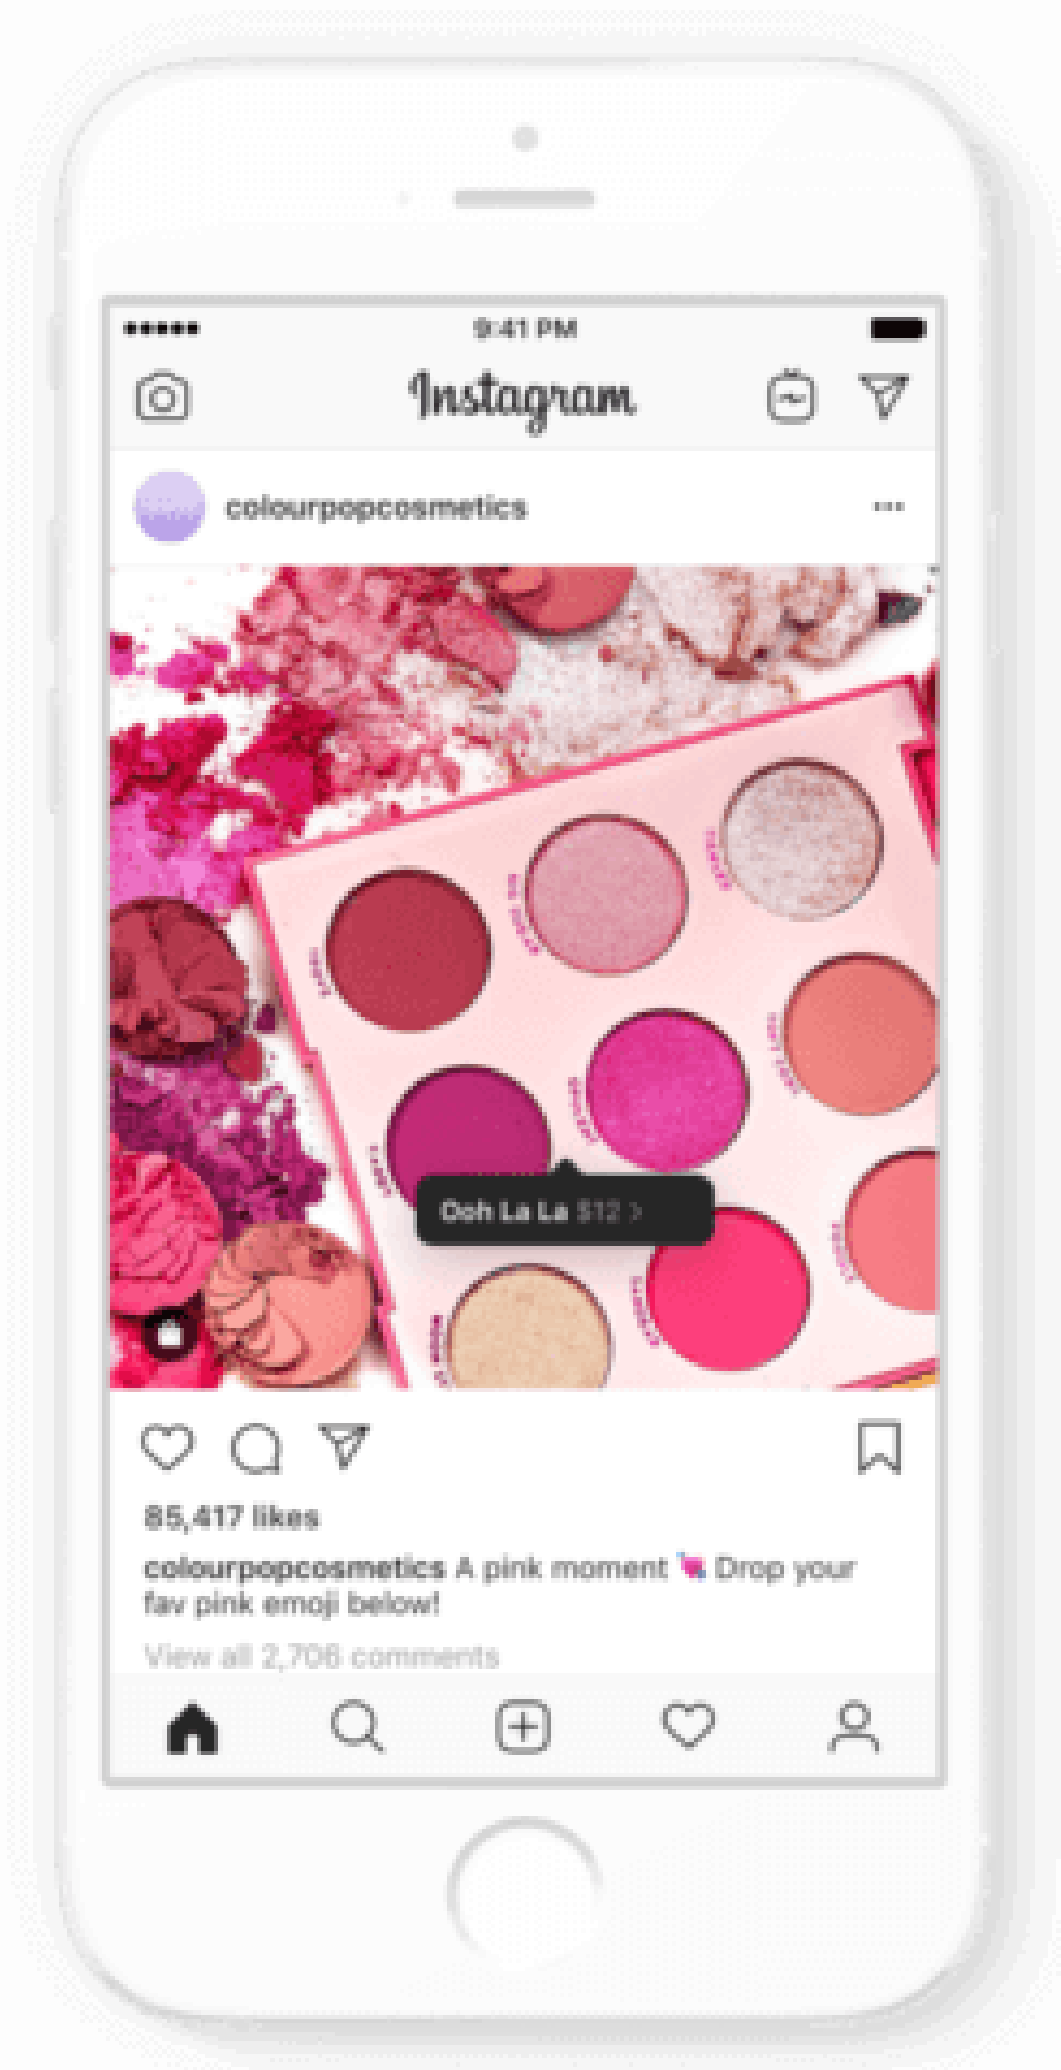 9:41 PM
Instagram
colourpopcosmetics
Ooh La La $12 >
85,417 likes
colourpopcosmetics A pink moment 💘 Drop your
fav pink emoji below!
View all 2,706 comments